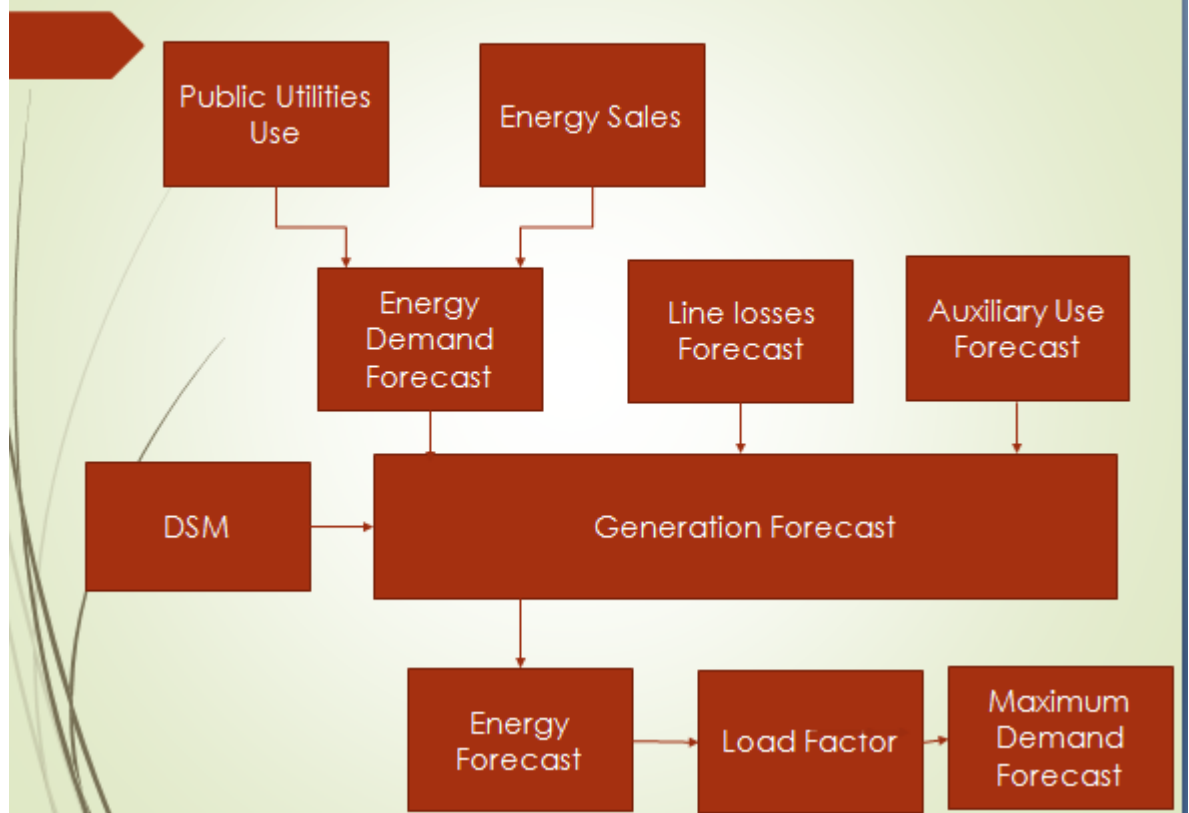 Public Utilities
Use
Energy Sales
Energy
Demand
Forecast
Line losses
Forecast
Auxiliary Use
Forecast
DSM
Generation Forecast
Energy
Forecast
Load Factor
Maximum
Demand
Forecast